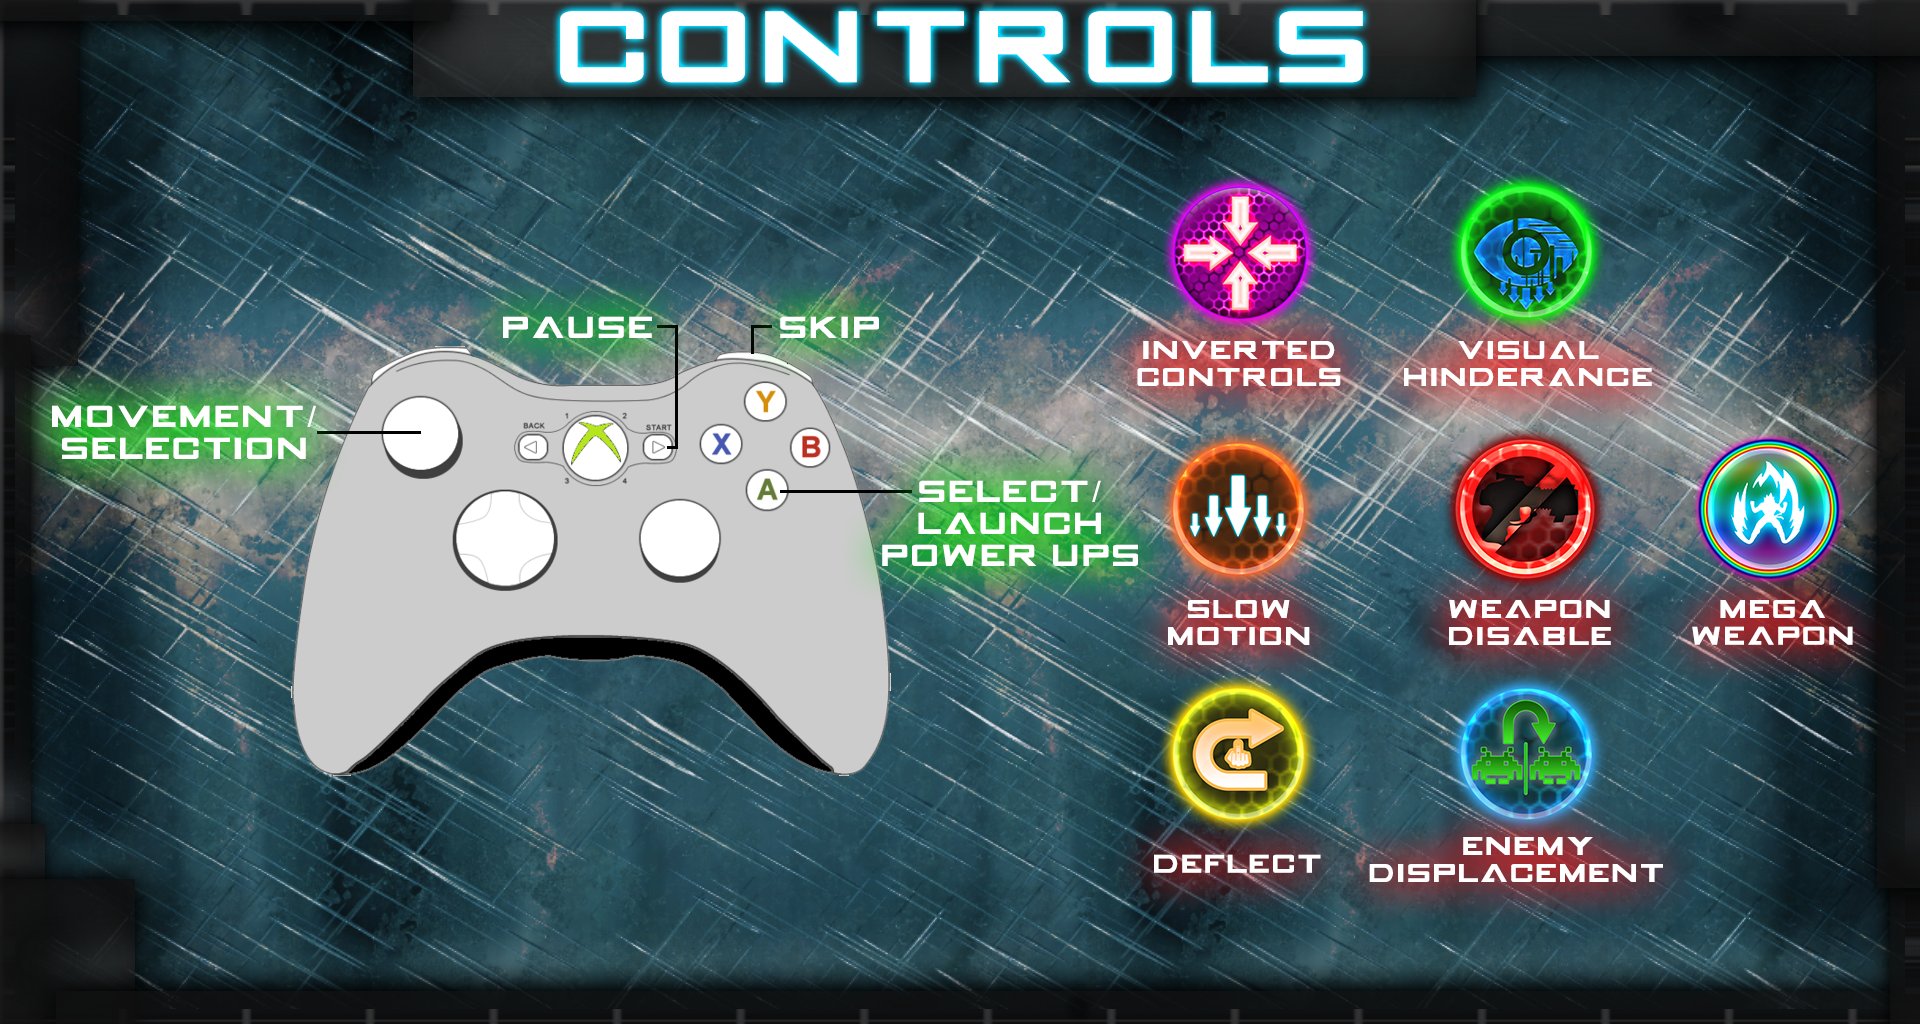 CONTROLS
PAUSE
SKIP
MOVEMENT/
SELECTION
BACK
START
1
2
3
4
Y
X
B
A
SELECT/
LAUNCH
POWER UPS
INVERTED
CONTROLS
VISUAL
HINDERANCE
SLOW
MOTION
WEAPON
DISABLE
MEGA
WEAPON
DEFLECT
ENEMY
DISPLACEMENT